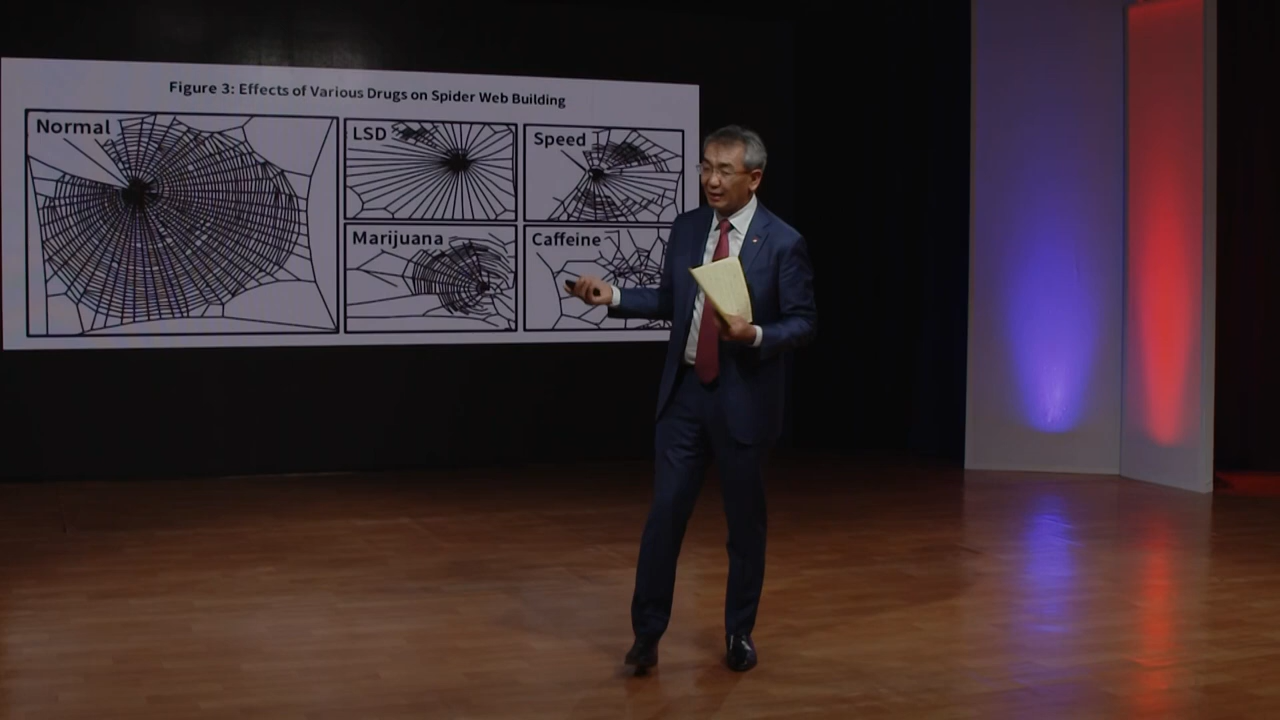 Figure 3: Effects of Various Drugs on Spider Web Building
Normal
LSD
Speed
Marijuana
Caffeine